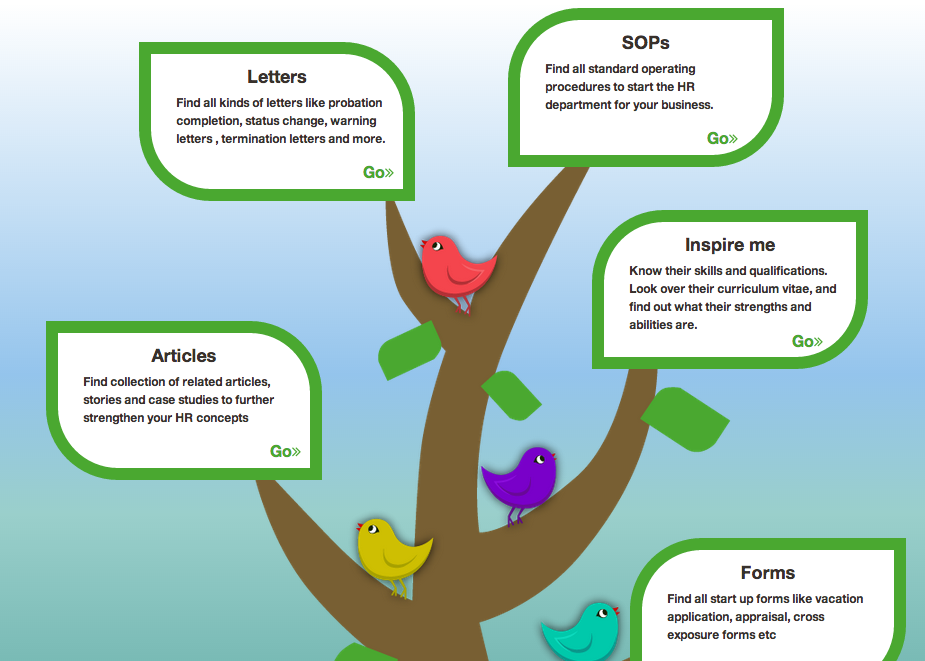 SOPs
Find all standard operating
procedures to start the HR
department for your business.
Go»
Letters
Find all kinds of letters like probation
completion, status change, warning
letters , termination letters and more.
Go»
Inspire me
Know their skills and qualifications.
Look over their curriculum vitae, and
find out what their strengths and
abilities are.
Go»
Articles
Find collection of related articles,
stories and case studies to further
strengthen your HR concepts
Go»
Forms
Find all start up forms like vacation
application, appraisal, cross
exposure forms etc